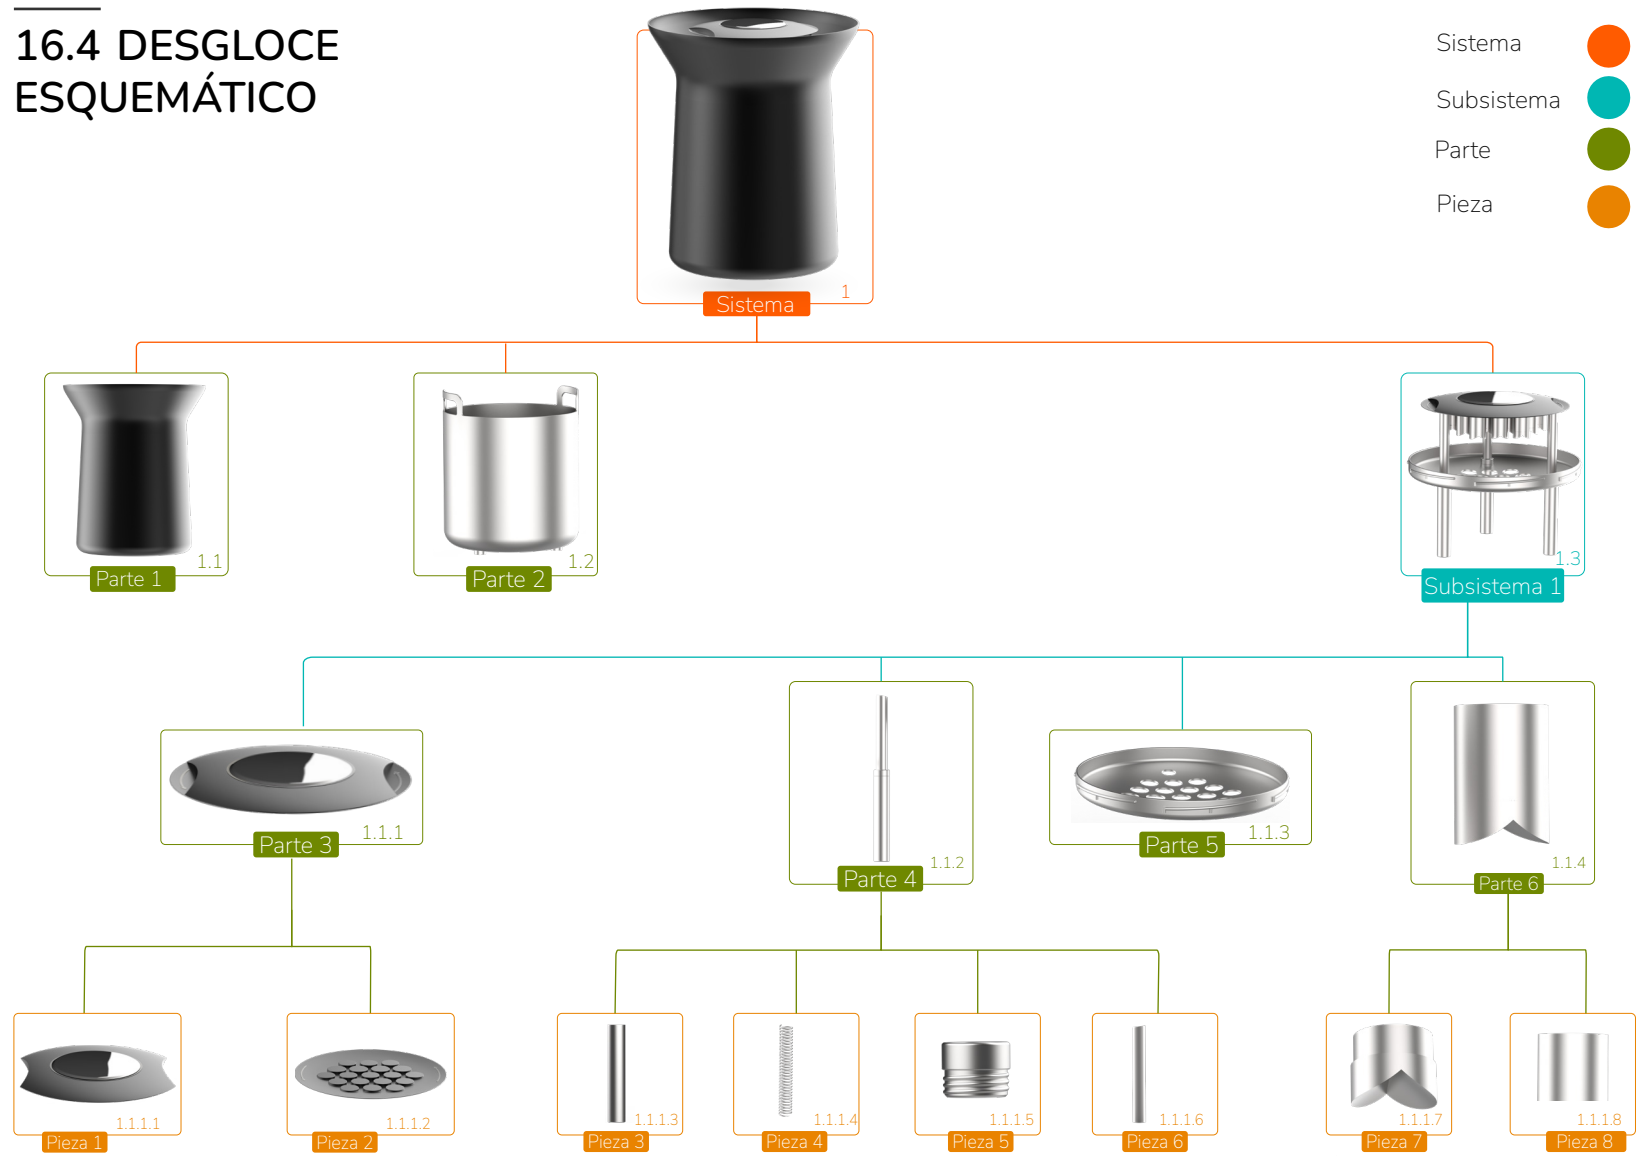 16.4 DESGLOCE
ESQUEMÁTICO
Sistema
Subsistema
Parte
Pieza
1
Sistema
1.1
Parte 1
1.2
Parte 2
1.3
Subsistema 1
1.1.1
Parte 3
1.1.2
Parte 4
1.1.3
Parte 5
1.1.4
Parte 6
1.1.1.1
Pieza 1
1.1.1.2
Pieza 2
1.1.1.3
Pieza 3
1.1.1.4
Pieza 4
1.1.1.5
Pieza 5
1.1.1.6
Pieza 6
1.1.1.7
Pieza 7
1.1.1.8
Pieza 8